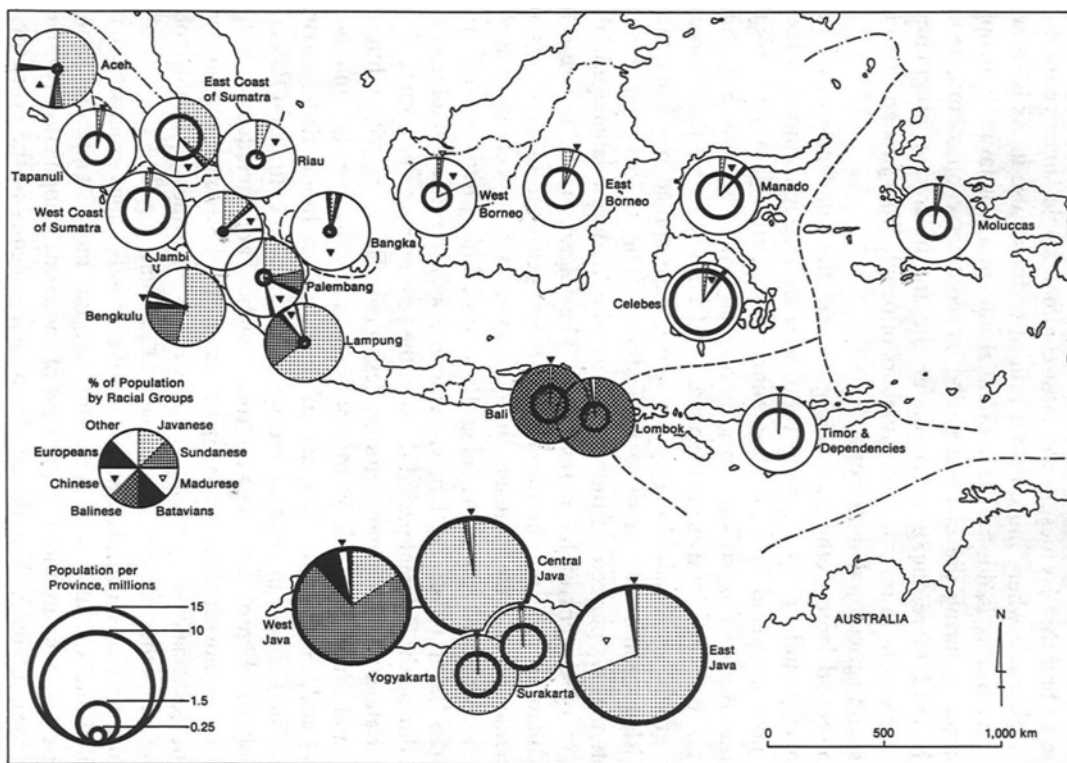 Aceh
East Coast
of Sumatra
Tapanuli
Riau
West Coast
of Sumatra
Jambi
Bangka
Palembang
Bengkulu
Lampung
West
Borneo
East
Borneo
Manado
Celebes
Moluccas
Bali
Lombok
Timor &
Dependencies
% of Population
by Racial Groups
Other
Javanese
Europeans
Sundanese
Chinese
Madurese
Balinese
Batavians
Population per
Province, millions
15
10
1.5
0.25
West
Java
Central
Java
Yogyakarta
Surakarta
East
Java
AUSTRALIA
N
0
500
1,000 km